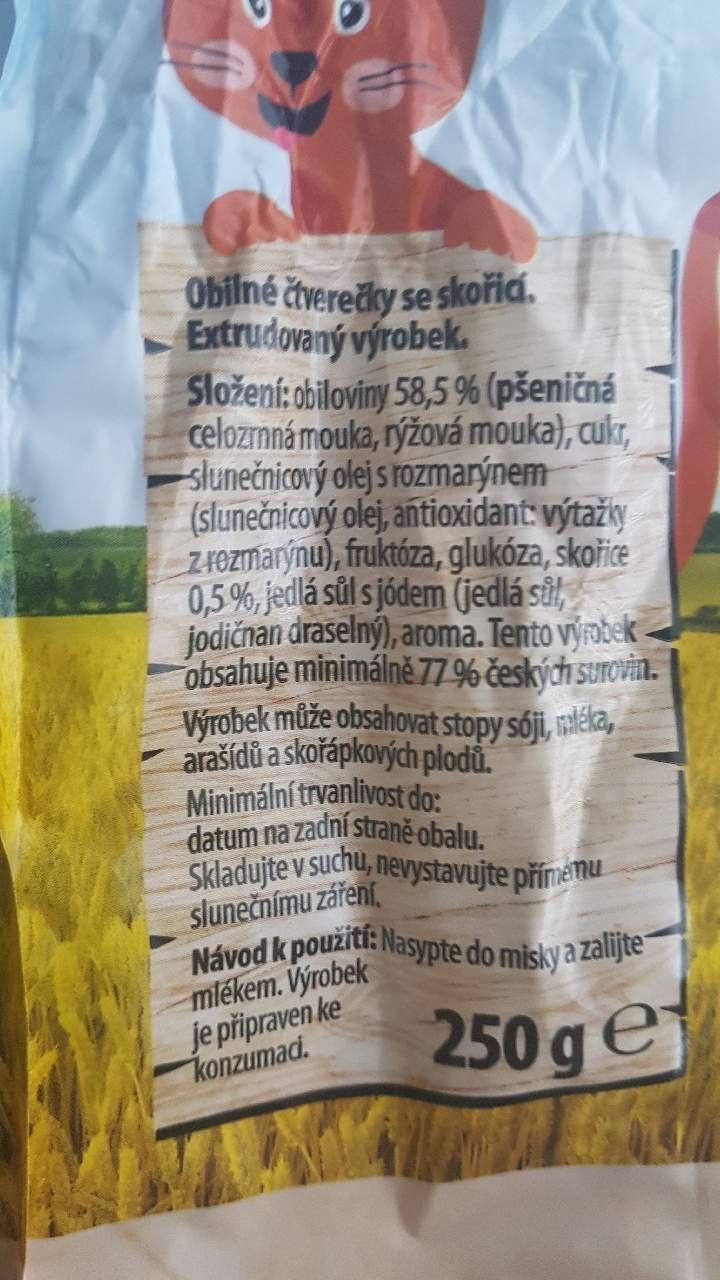 Obilné čtverečky se skořicí.
Extrudovaný výrobek.
Složení: obiloviny 58,5 % (pšeničná
celozrnná mouka, rýžová mouka), cukr,
slunečnicový olej s rozmarýnem
(slunečnicový olej, antioxidant: výtažky
z rozmarýnu), fruktóza, glukóza, skořice
0,5 %, jedlá sůl s jódem (jedlá sůl,
jodičnan draselný), aroma. Tento výrobek
obsahuje minimálně 77 % českých surovin.
Výrobek může obsahovat stopy sóji, mléka,
arašídů a skořápkových plodů.
Minimální trvanlivost do:
datum na zadní straně obalu.
Skladujte v suchu, nevystavujte přímému
slunečnímu záření.
Návod k použití: Nasypte do misky a zalijte
mlékem. Výrobek
je připraven ke
konzumaci.
250 g e